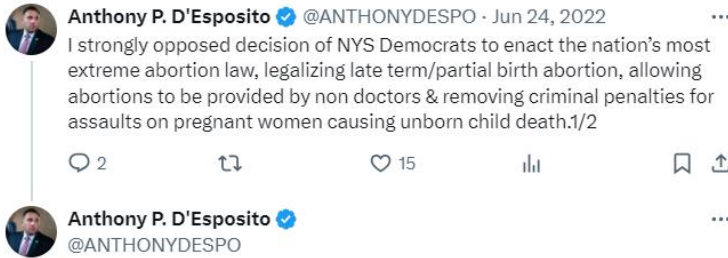 Anthony P. D'Esposito @ANTHONYDESPO · Jun 24, 2022
I strongly opposed decision of NYS Democrats to enact the nation’s most
extreme abortion law, legalizing late term/partial birth abortion, allowing
abortions to be provided by non doctors & removing criminal penalties for
assaults on pregnant women causing unborn child death.1/2
2 15
Anthony P. D'Esposito
@ANTHONYDESPO